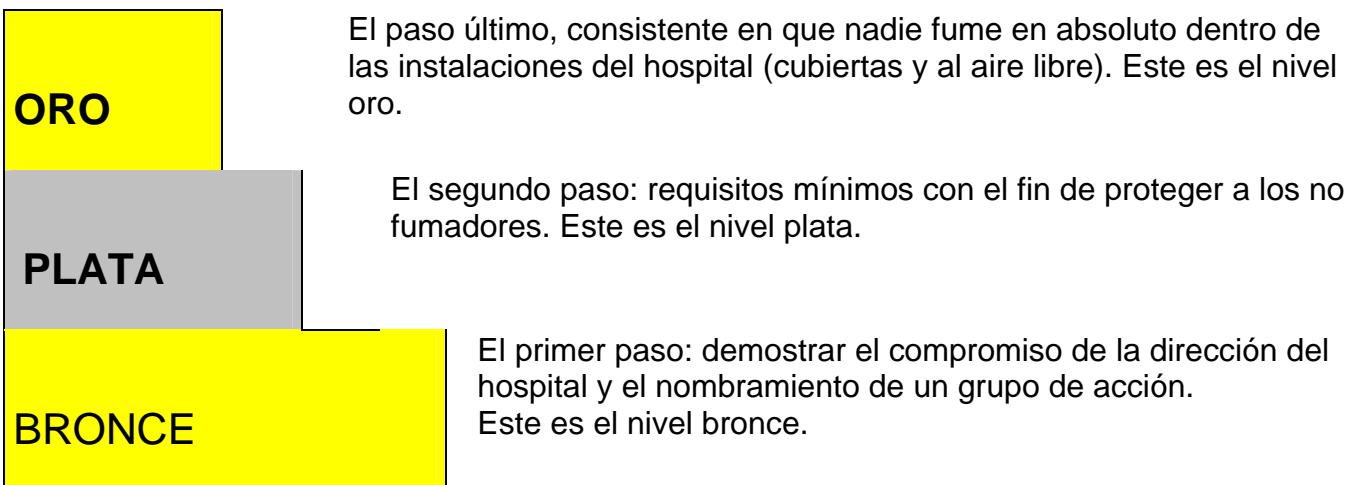 El paso último, consistente en que nadie fume en absoluto dentro de
las instalaciones del hospital (cubiertas y al aire libre). Este es el nivel
oro.
ORO
El segundo paso: requisitos mínimos con el fin de proteger a los no
fumadores. Este es el nivel plata.
PLATA
El primer paso: demostrar el compromiso de la dirección del
hospital y el nombramiento de un grupo de acción.
Este es el nivel bronce.
BRONCE